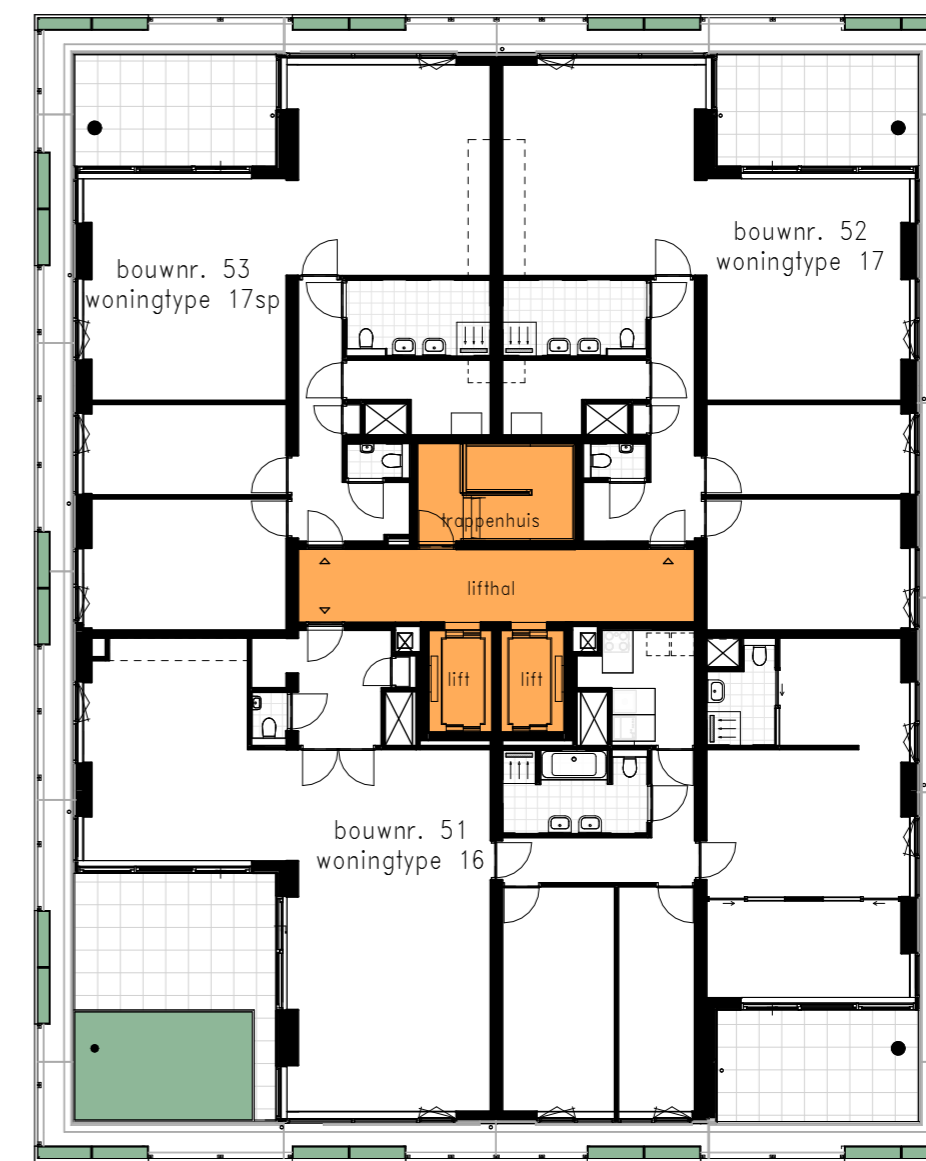 bouwnr. 52
woningtype 17
bouwnr. 53
woningtype 17sp
trappenhuis
lifthal
lift
lift
bouwnr. 51
woningtype 16